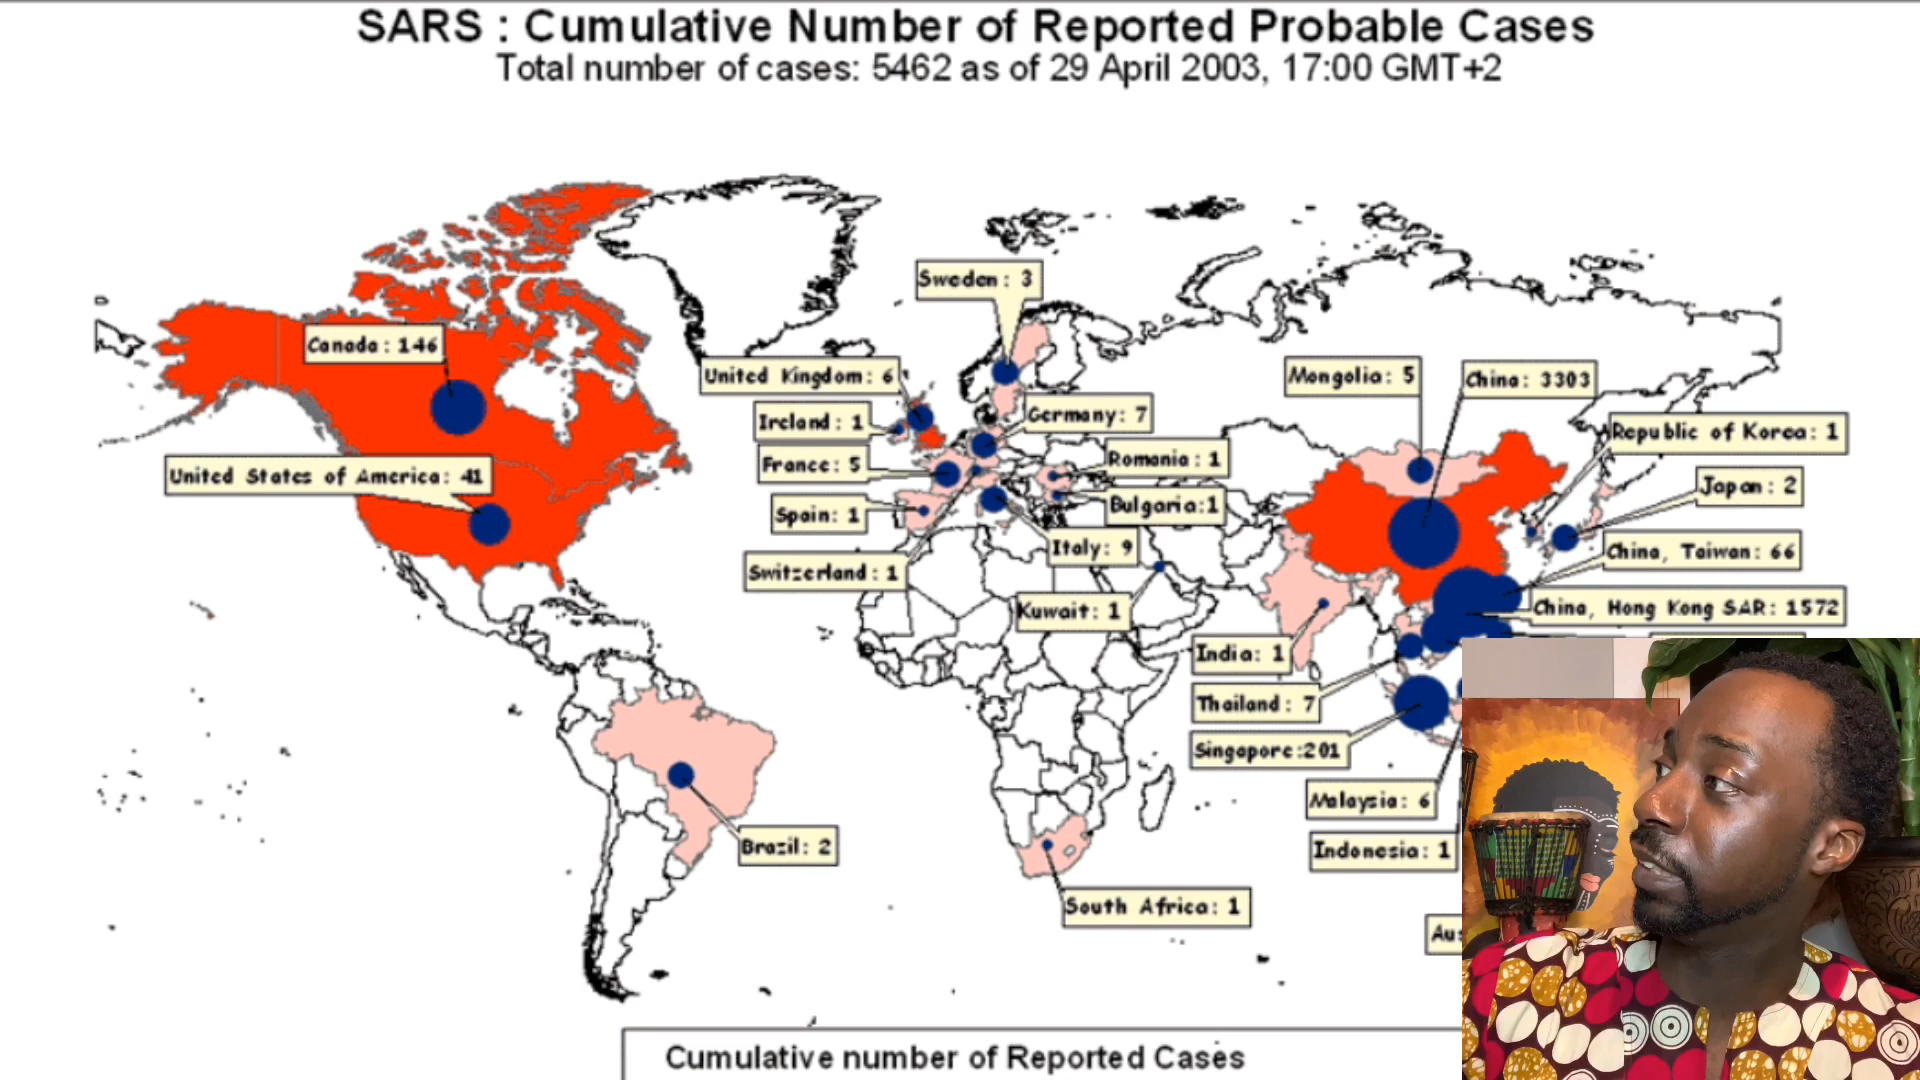 SARS : Cumulative Number of Reported Probable Cases
Total number of cases: 5462 as of 29 April 2003, 17:00 GMT+2
Sweden: 3
Canada: 146
United Kingdom: 6
Mongolia: 5
China: 3303
Ireland: 1
Germany: 7
Republic of Korea: 1
France: 5
Romania: 1
United States of America: 41
Japan: 2
Spain: 1
Bulgaria:1
Italy: 9
China, Taiwan: 66
Switzerland: 1
Kuwait: 1
China, Hong Kong SAR: 1572
India: 1
Thailand: 7
Singapore:201
Malaysia: 6
Brazil: 2
Indonesia: 1
South Africa: 1
Cumulative number of Reported Cases